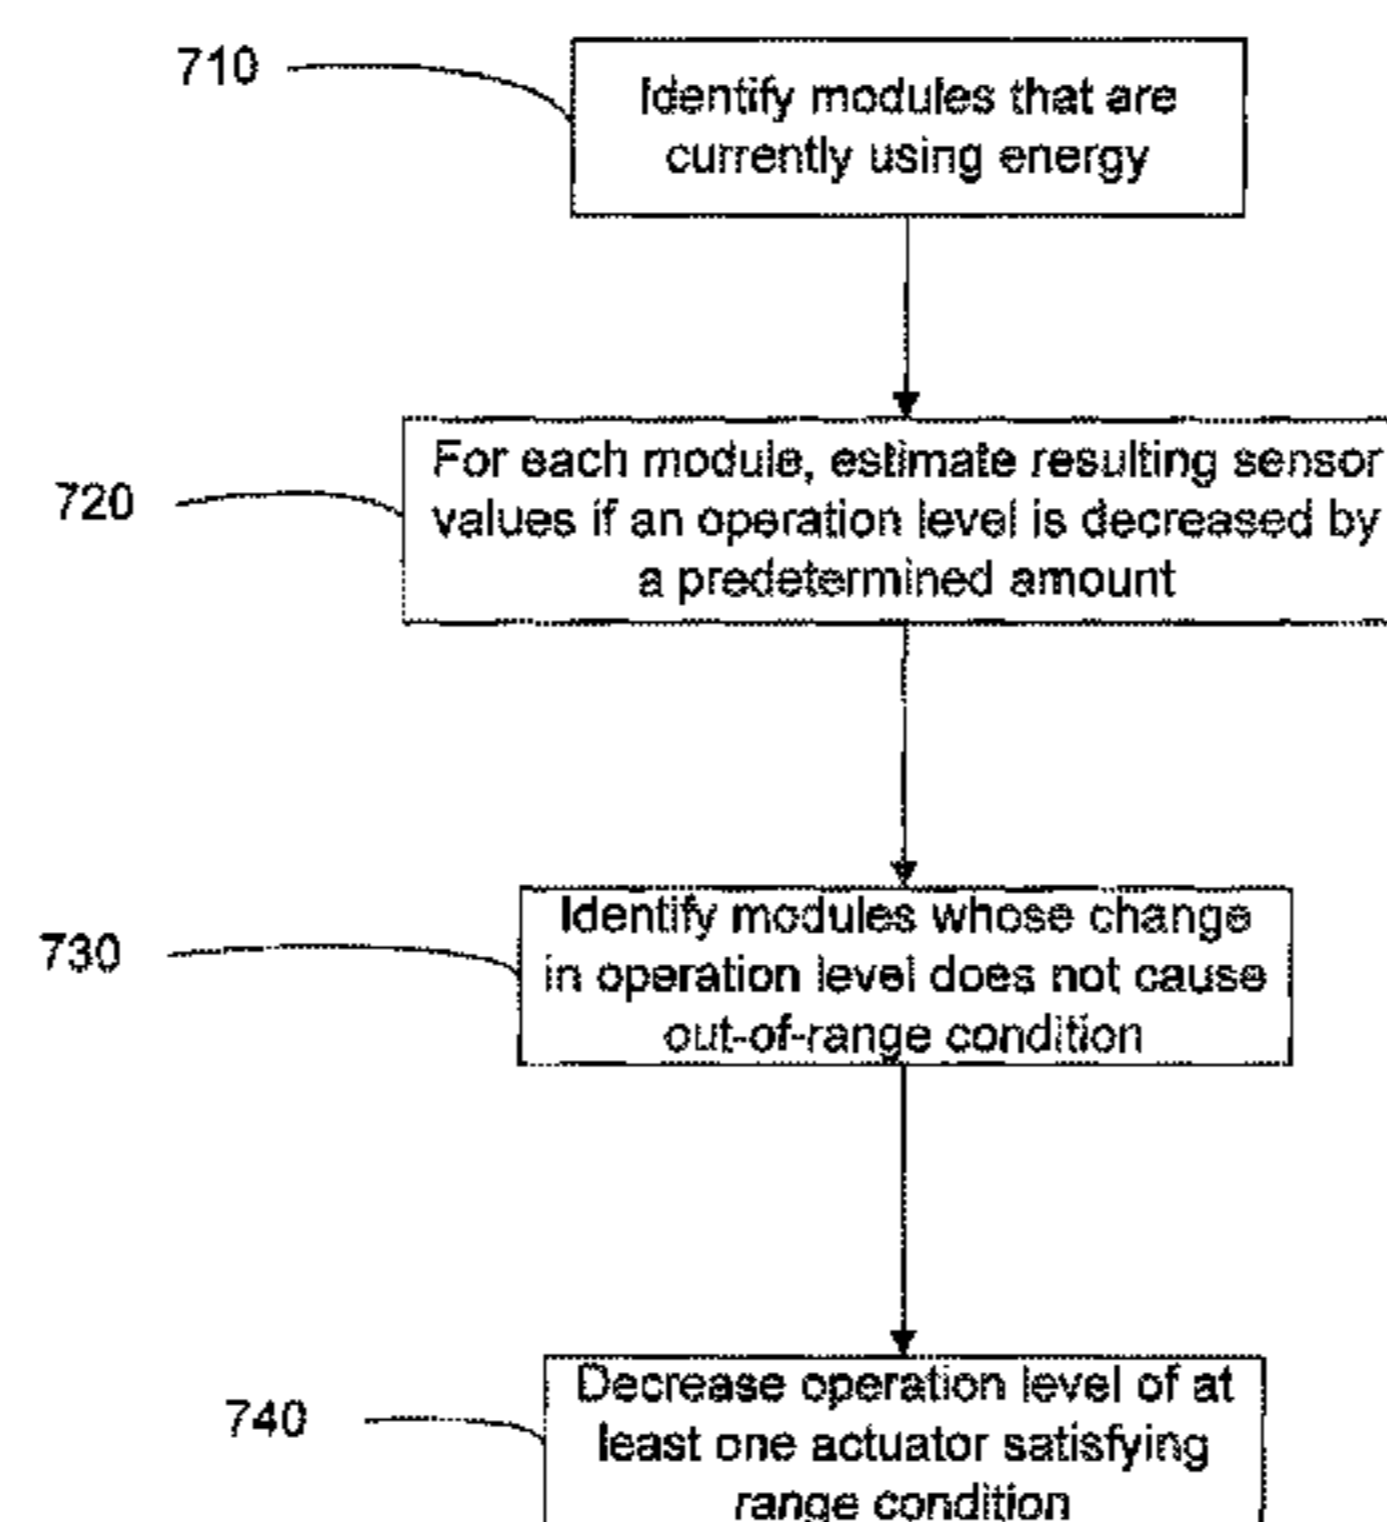 710
Identify modules that are
currently using energy
720
For each module, estimate resulting sensor
values if an operation level is decreased by
a predetermined amount
730
Identify modules whose change
in operation level does not cause
out-of-range condition
740
Decrease operation level of at
least one actuator satisfying
range condition